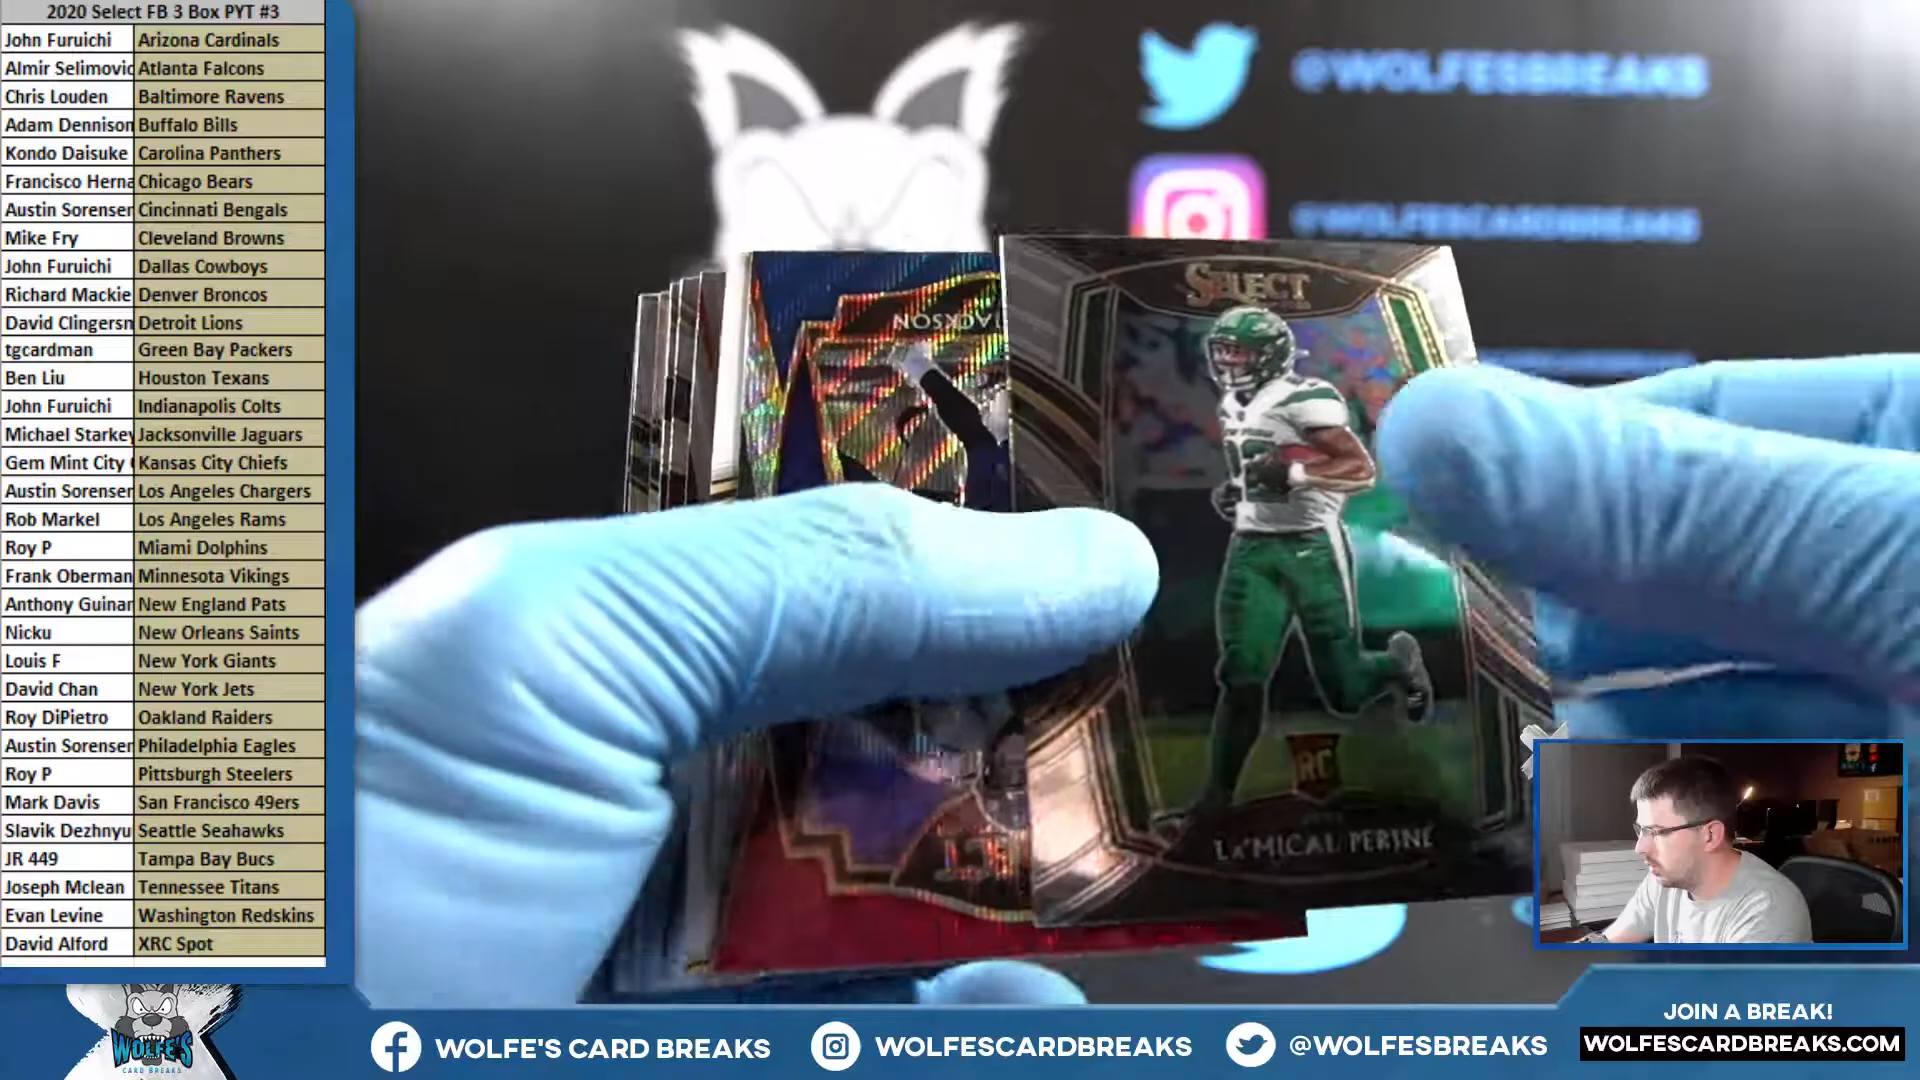 2020 Select FB 3 Box PYT #3
John Furuichi Arizona Cardinals
Almir Selimovic Atlanta Falcons
Chris Louden Baltimore Ravens
Adam Dennison Buffalo Bills
Kondo Daisuke Carolina Panthers
Francisco Herna Chicago Bears
Austin Sorensen Cincinnati Bengals
Mike Fry Cleveland Browns
John Furuichi Dallas Cowboys
Richard Mackie Denver Broncos
David Clingersm Detroit Lions
tgcardman Green Bay Packers
Ben Liu Houston Texans
John Furuichi Indianapolis Colts
Michael Starkey Jacksonville Jaguars
Gem Mint City Kansas City Chiefs
Austin Sorensen Los Angeles Chargers
Rob Markel Los Angeles Rams
Roy P Miami Dolphins
Frank Oberman Minnesota Vikings
Anthony Guinan New England Pats
Nicku New Orleans Saints
Louis F New York Giants
David Chan New York Jets
Roy DiPietro Oakland Raiders
Austin Sorensen Philadelphia Eagles
Roy P Pittsburgh Steelers
Mark Davis San Francisco 49ers
Slavik Dezhnyu Seattle Seahawks
JR 449 Tampa Bay Bucs
Joseph Mclean Tennessee Titans
Evan Levine Washington Redskins
David Alford XRC Spot
@WOLFESBREAKS
@WOLFESCARDBREAKS
SELECT
JACKSON
RC
LA'MICAL PERINE
WOLFE'S
CARD BREAKS
WOLFE'S CARD BREAKS
WOLFESCARDBREAKS
@WOLFESBREAKS
JOIN A BREAK!
WOLFESCARDBREAKS.COM